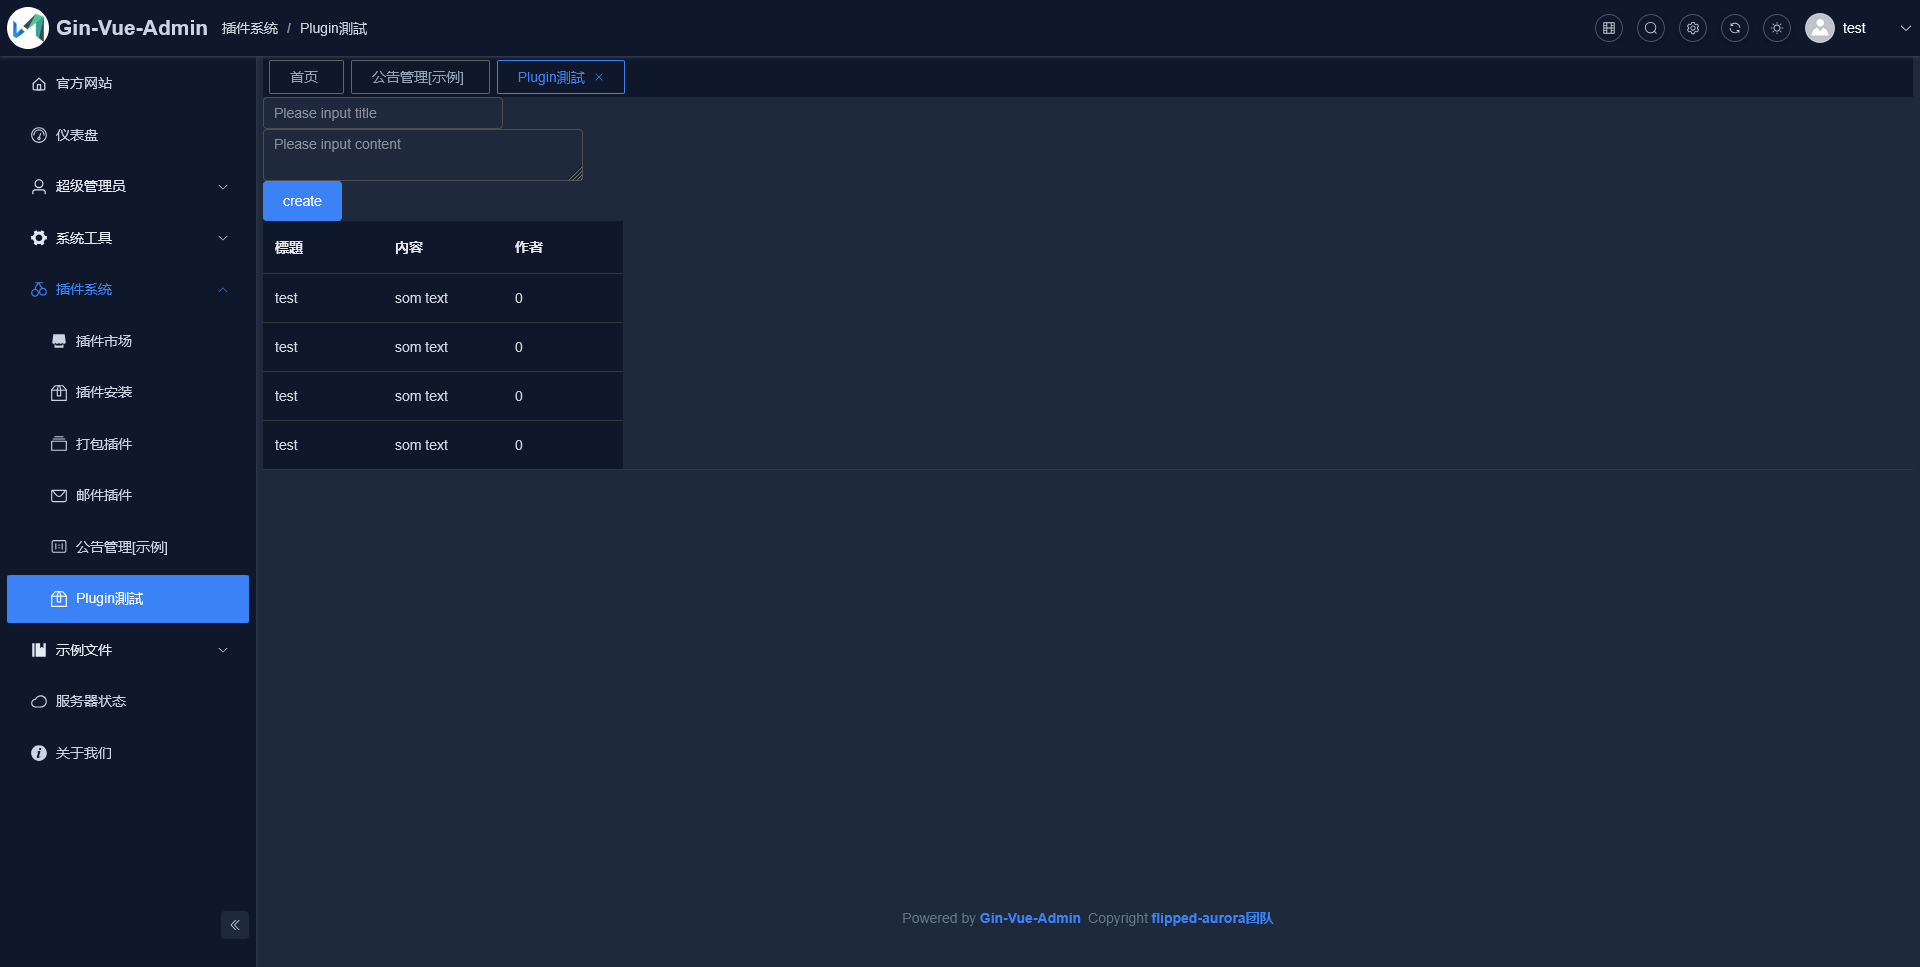 Gin-Vue-Admin
插件系统 / Plugin測試
test
官方网站
仪表盘
超级管理员
系统工具
插件系统
插件市场
插件安装
打包插件
邮件插件
公告管理[示例]
Plugin測試
示例文件
服务器状态
关于我们
首页
公告管理[示例]
Plugin測試
Please input title
Please input content
create
標題 内容 作者
test som text 0
test som text 0
test som text 0
test som text 0
Powered by Gin-Vue-Admin Copyright flipped-aurora团队